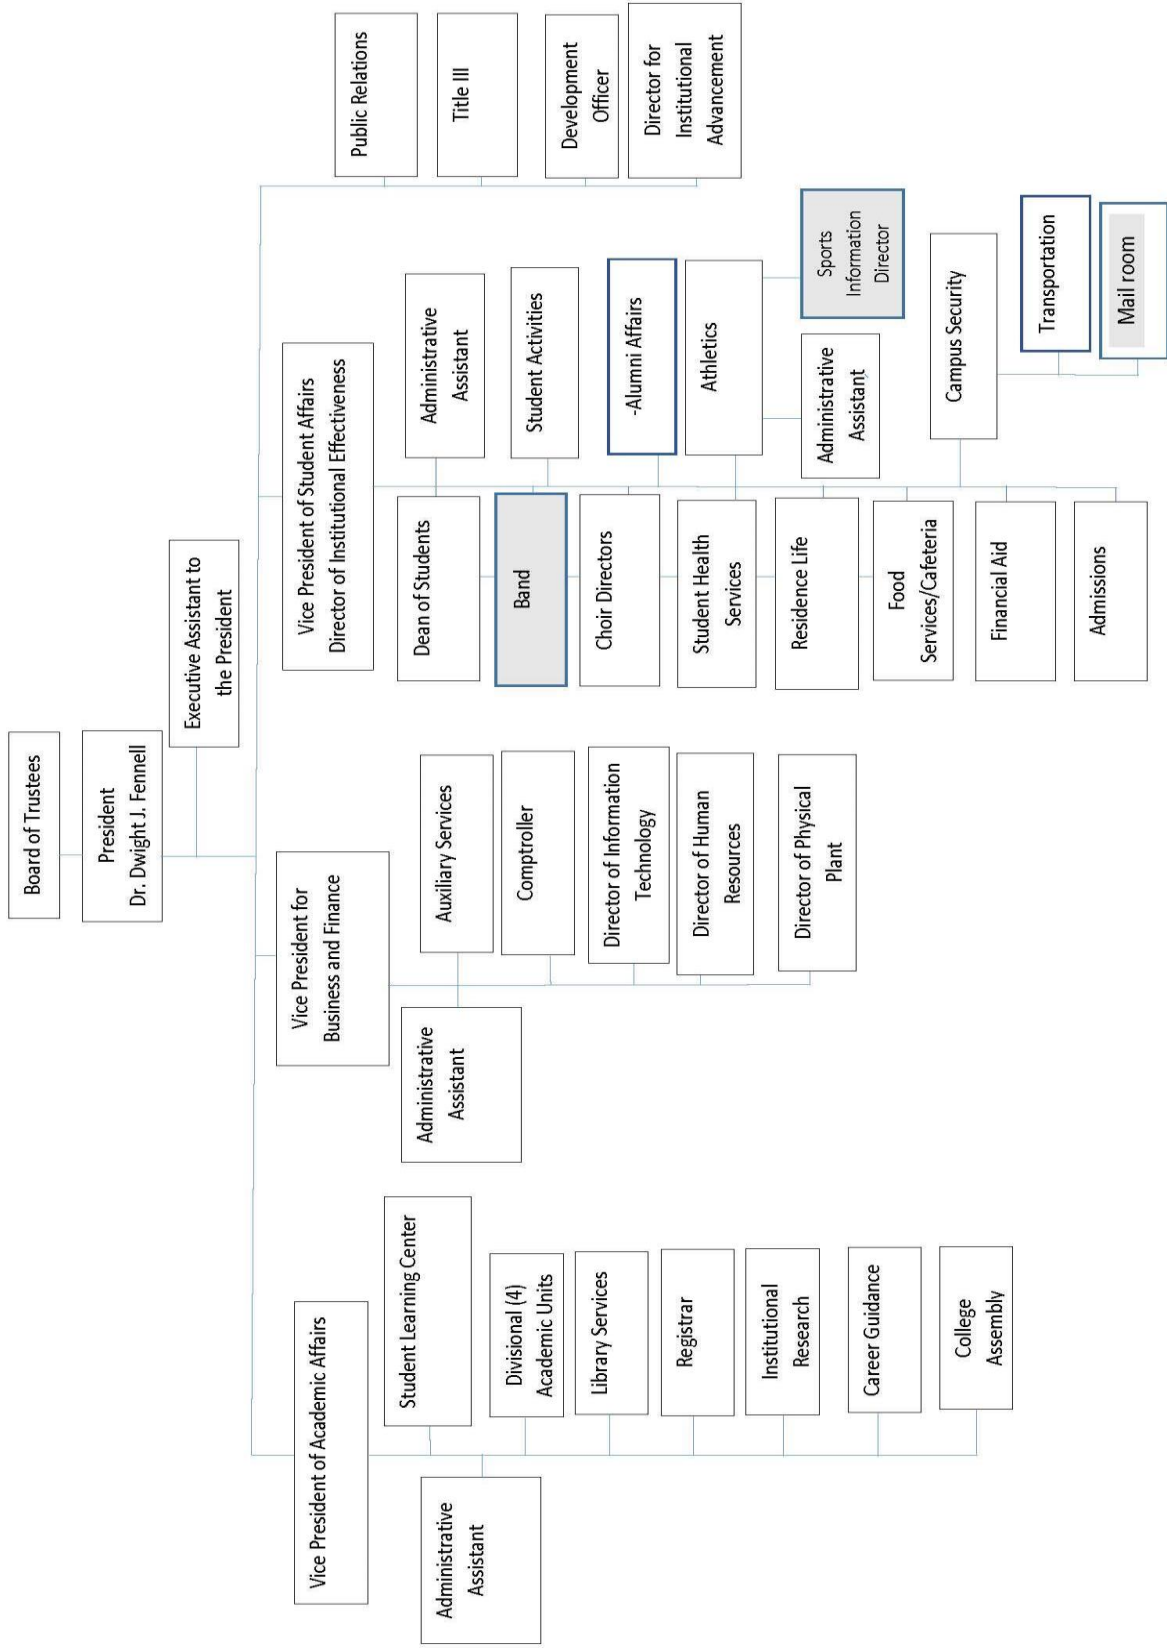 Board of Trustees
President
Dr. Dwight J. Fennell
Executive Assistant to
the President
Vice President of Academic Affairs
Administrative
Assistant
Student Learning Center
Divisional (4)
Academic Units
Library Services
Registrar
Institutional
Research
Career Guidance
College
Assembly
Vice President for
Business and Finance
Administrative
Assistant
Auxiliary Services
Comptroller
Director of Information
Technology
Director of Human
Resources
Director of Physical
Plant
Vice President of Student Affairs
Director of Institutional Effectiveness
Dean of Students
Administrative
Assistant
Band
Student Activities
Choir Directors
-Alumni Affairs
Student Health
Services
Athletics
Administrative
Assistant
Sports
Information
Director
Residence Life
Food
Services/Cafeteria
Campus Security
Transportation
Mail room
Financial Aid
Admissions
Public Relations
Title III
Development
Officer
Director for
Institutional
Advancement